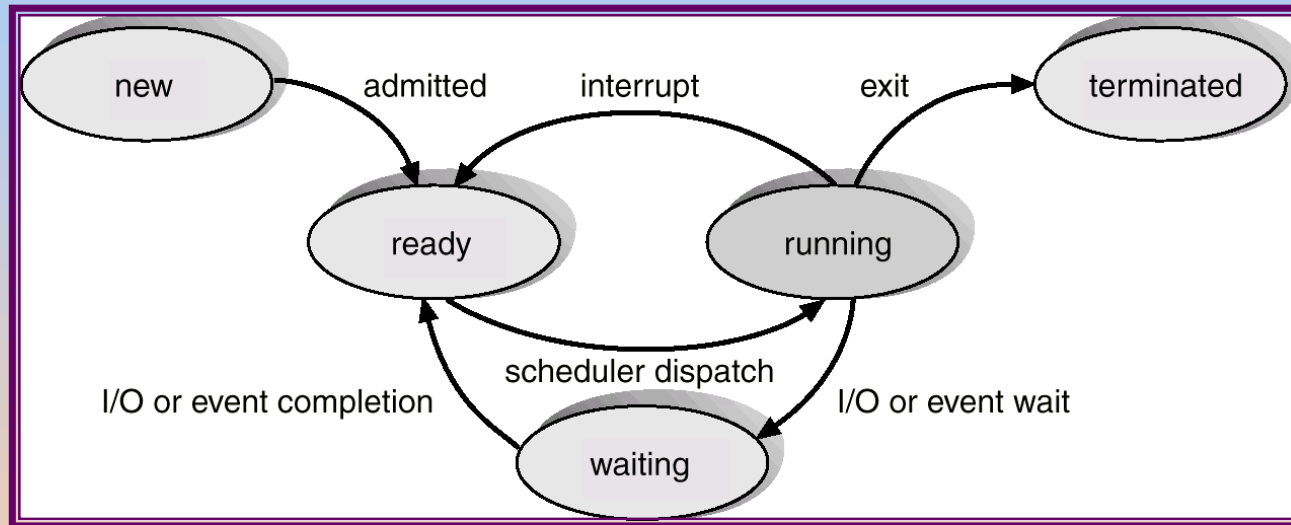 new
admitted
interrupt
exit
terminated
ready
running
scheduler dispatch
I/O or event completion
I/O or event wait
waiting